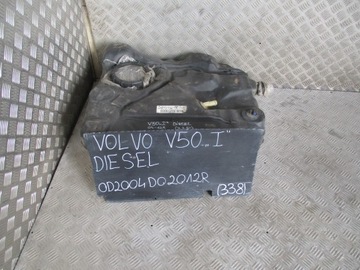 VOLVO V50 „I"
DIESEL
OD2004DO2012R
(338)